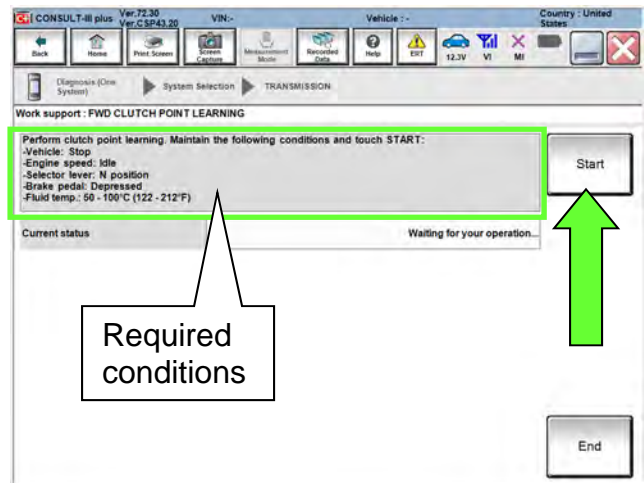 CONSULT-III plus Ver.72.30 Ver.CSP43.20 VIN:- Vehicle : - Country : United States
Back Home Print Screen Screen Capture Measurement Mode Recorded Data Help ERT 12.3V VI MI
Diagnosis (One System) System Selection TRANSMISSION
Work support : FWD CLUTCH POINT LEARNING
Perform clutch point learning. Maintain the following conditions and touch START:
-Vehicle: Stop
-Engine speed: Idle
-Selector lever: N position
-Brake pedal: Depressed
-Fluid temp.: 50 - 100°C (122 - 212°F)
Start
Current status Waiting for your operation...
Required
conditions
End